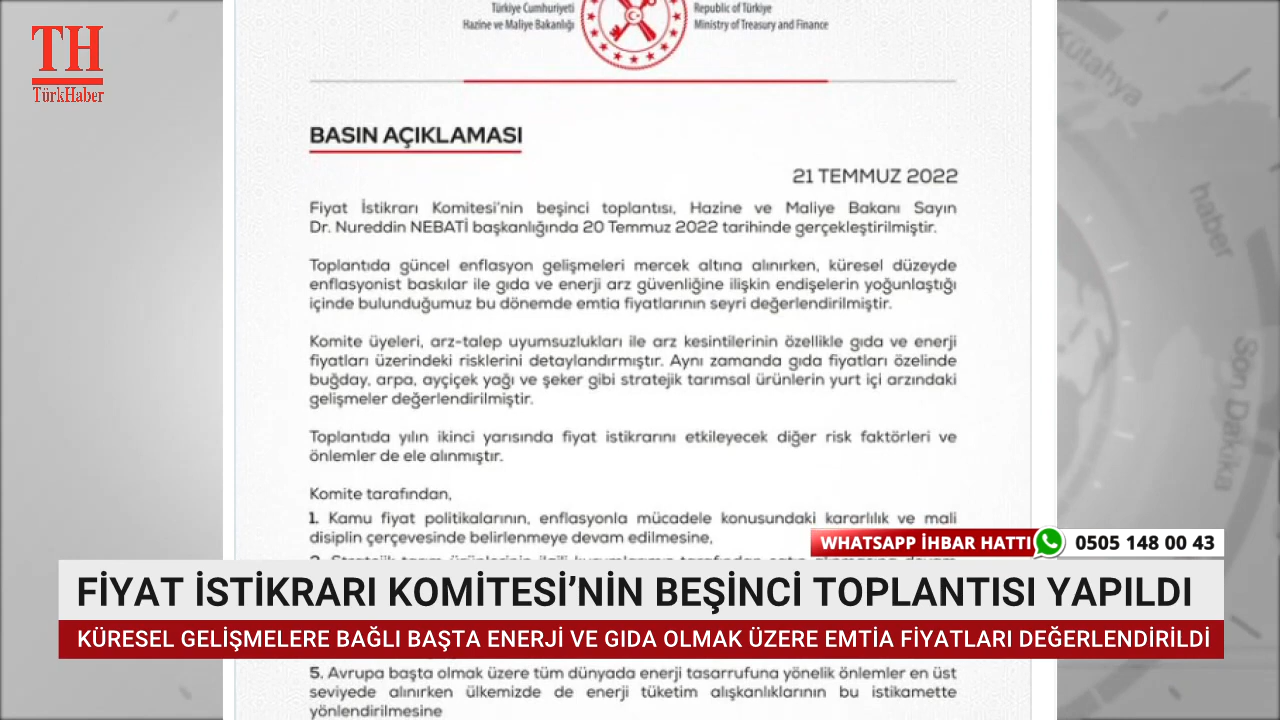 TH
TürkHaber
Türkiye Cumhuriyeti
Hazine ve Maliye Bakanlığı
Republic of Türkiye
Ministry of Treasury and Finance
BASIN AÇIKLAMASI
21 TEMMUZ 2022
Fiyat İstikrarı Komitesi'nin beşinci toplantısı, Hazine ve Maliye Bakanı Sayın
Dr. Nureddin NEBATİ başkanlığında 20 Temmuz 2022 tarihinde gerçekleştirilmiştir.
Toplantıda güncel enflasyon gelişmeleri mercek altına alınırken, küresel düzeyde
enflasyonist baskılar ile gıda ve enerji arz güvenliğine ilişkin endişelerin yoğunlaştığı
içinde bulunduğumuz bu dönemde emtia fiyatlarının seyri değerlendirilmiştir.
Komite üyeleri, arz-talep uyumsuzlukları ile arz kesintilerinin özellikle gıda ve enerji
fiyatları üzerindeki risklerini detaylandırmıştır. Aynı zamanda gıda fiyatları özelinde
buğday, arpa, ayçiçek yağı ve şeker gibi stratejik tarımsal ürünlerin yurt içi arzındaki
gelişmeler değerlendirilmiştir.
Toplantıda yılın ikinci yarısında fiyat istikrarını etkileyecek diğer risk faktörleri ve
önlemler de ele alınmıştır.
Komite tarafından,
1. Kamu fiyat politikalarının, enflasyonla mücadele konusundaki kararlılık ve mali
disiplin çerçevesinde belirlenmeye devam edilmesine,
WHATSAPP İHBAR HATTI 0505 148 00 43
FİYAT İSTİKRARI KOMİTESİ'NİN BEŞİNCİ TOPLANTISI YAPILDI
KÜRESEL GELİŞMELERE BAĞLI BAŞTA ENERJİ VE GIDA OLMAK ÜZERE EMTİA FİYATLARI DEĞERLENDİRİLDİ
5. Avrupa başta olmak üzere tüm dünyada enerji tasarrufuna yönelik önlemler en üst
seviyede alınırken ülkemizde de enerji tüketim alışkanlıklarının bu istikamette
yönlendirilmesine
Kütahya
haber
Son Dakika